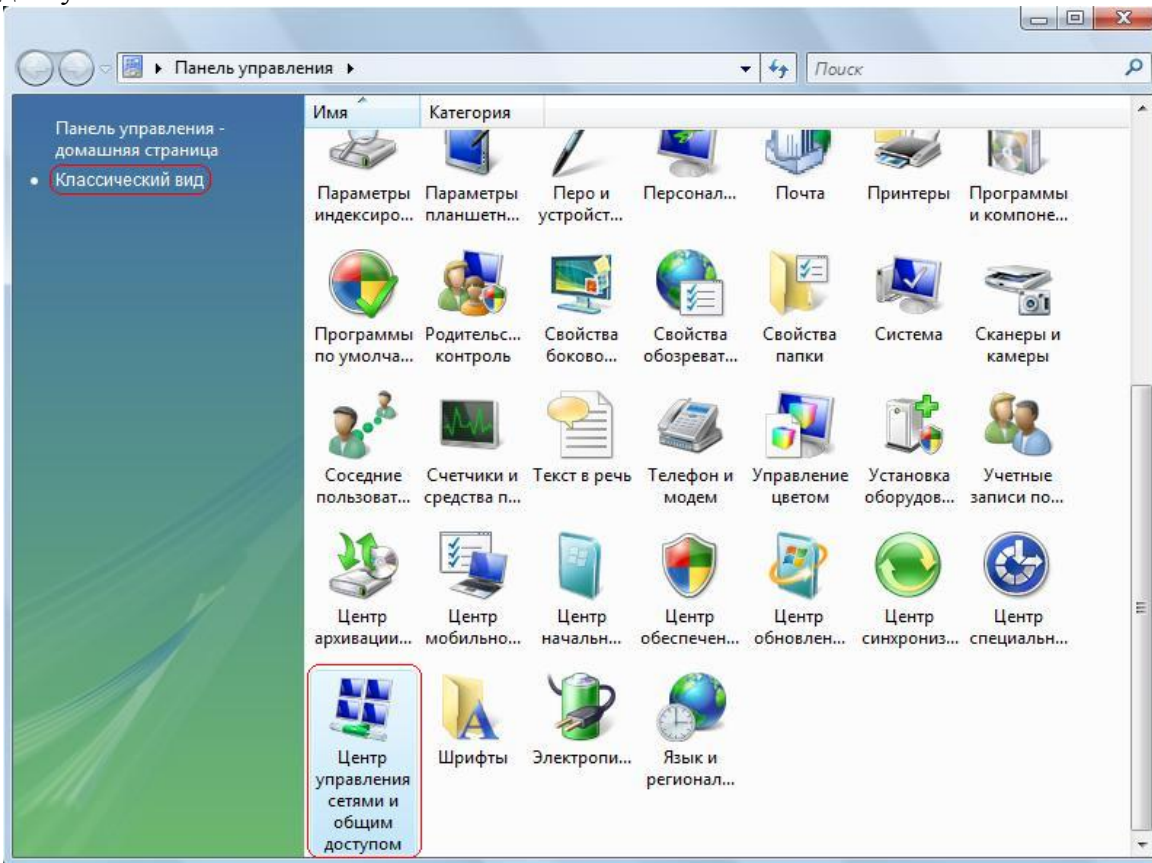 Панель управления
Поиск
Панель управления -
домашняя страница
Классический вид
Имя Категория
Параметры индексиро...
Параметры планшетн...
Перо и устройст...
Персонал...
Почта
Принтеры
Программы и компоне...
Программы по умолча...
Родительс... контроль
Свойства боково...
Свойства обозреват...
Свойства папки
Система
Сканеры и камеры
Соседние пользоват...
Счетчики и средства п...
Текст в речь
Телефон и модем
Управление цветом
Установка оборудов...
Учетные записи по...
Центр архивации...
Центр мобильно...
Центр начальн...
Центр обеспечен...
Центр обновлен...
Центр синхрониз...
Центр специальн...
Центр управления сетями и общим доступом
Шрифты
Электропи...
Язык и регионал...